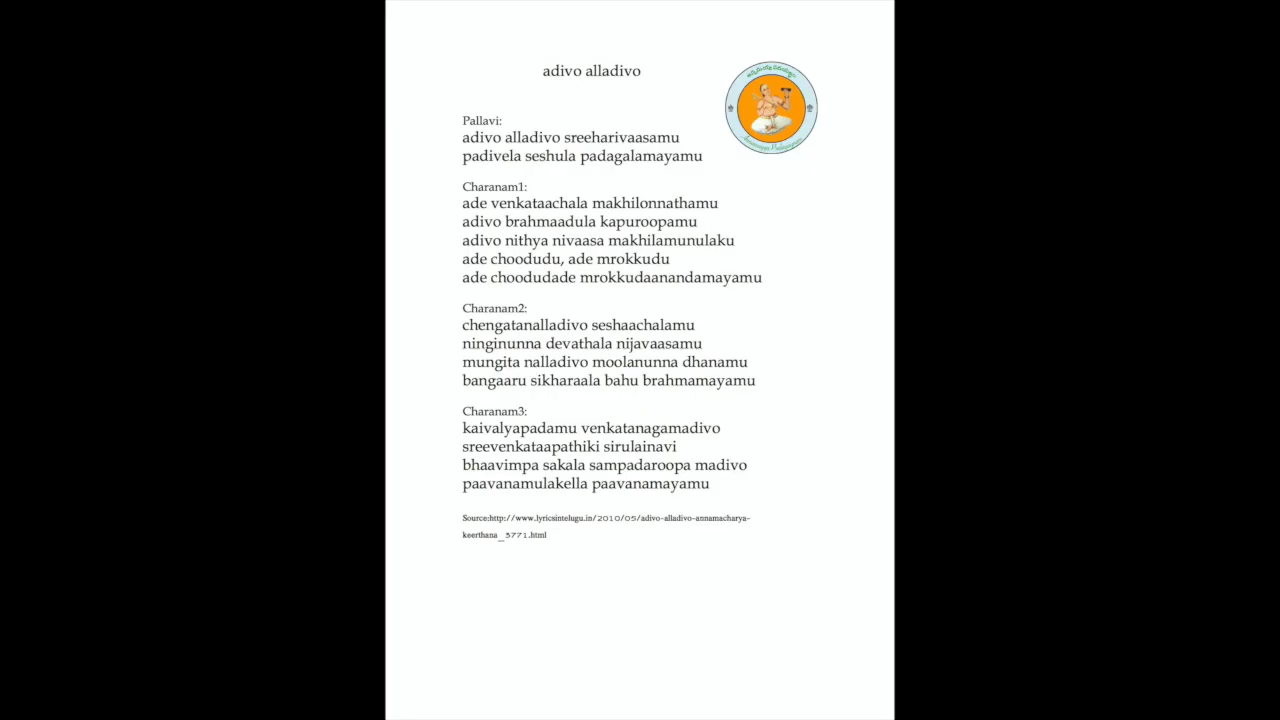 adivo alladivo
Pallavi:
adivo alladivo sreeharivaasamu
padivela seshula padagalamayamu
Charanam1:
ade venkataachala makhilonnathamu
adivo brahmaadula kapuroopamu
adivo nithya nivaasa makhilamunulaku
ade choodudu, ade mrokkudu
ade choodudade mrokkudaanandamayamu
Charanam2:
chengatanalladivo seshaachalamu
ninginunna devathala nijavaasamu
mungita nalladivo moolanunna dhanamu
bangaaru sikharaala bahu brahmamayamu
Charanam3:
kaivalyapadamu venkatanagamadivo
sreevenkataapathiki sirulainavi
bhaavimpa sakala sampadaroopa madivo
paavanamulakella paavanamayamu
Source:http://www.lyricsintelugu.in/2010/05/adivo-alladivo-annamacharya-
keerthana_3771.html